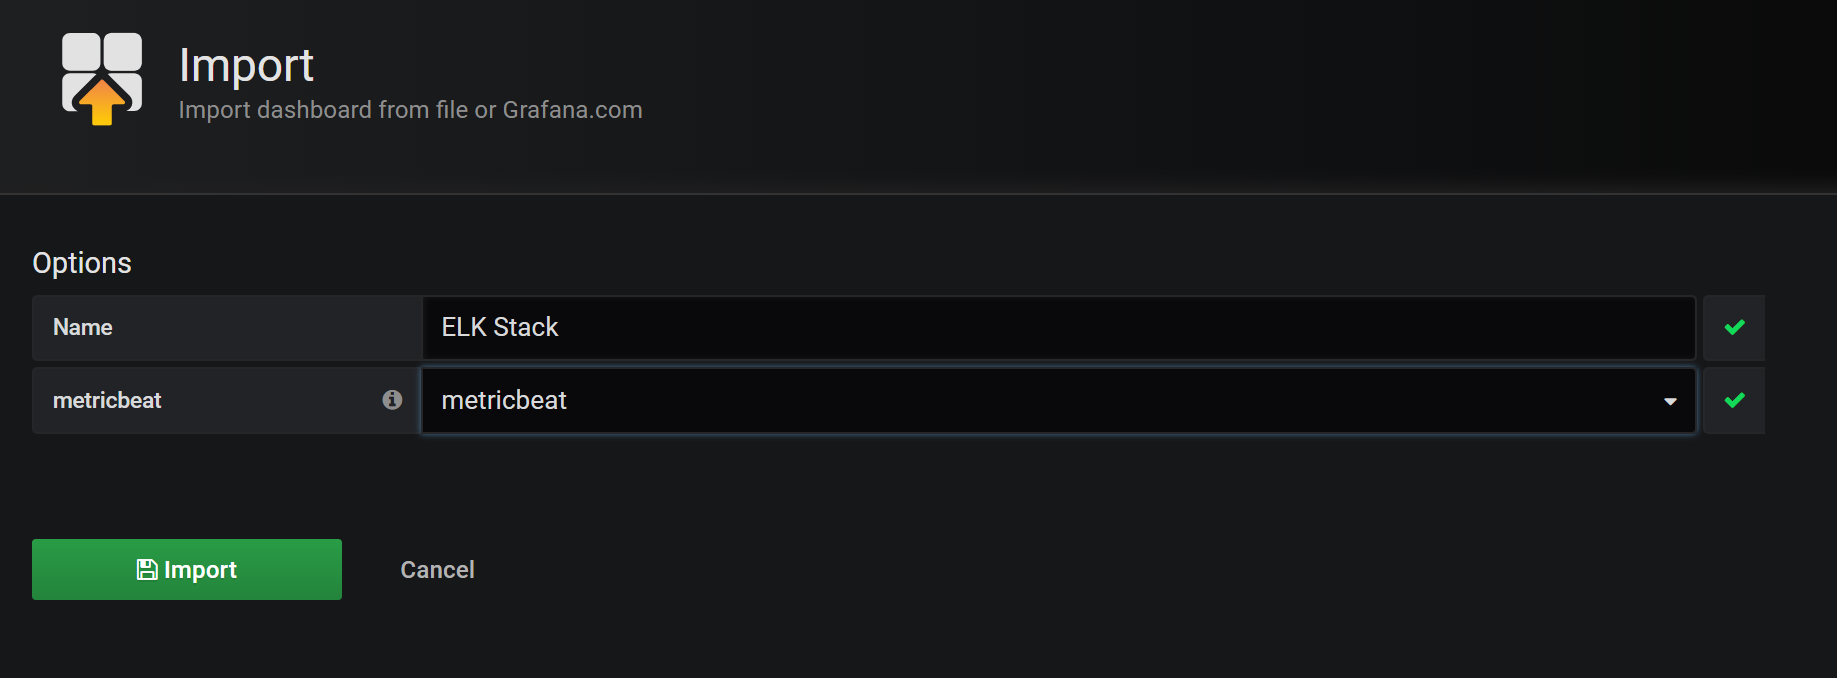 Import
Import dashboard from file or Grafana.com
Options
Name
ELK Stack
metricbeat
metricbeat
Import
Cancel